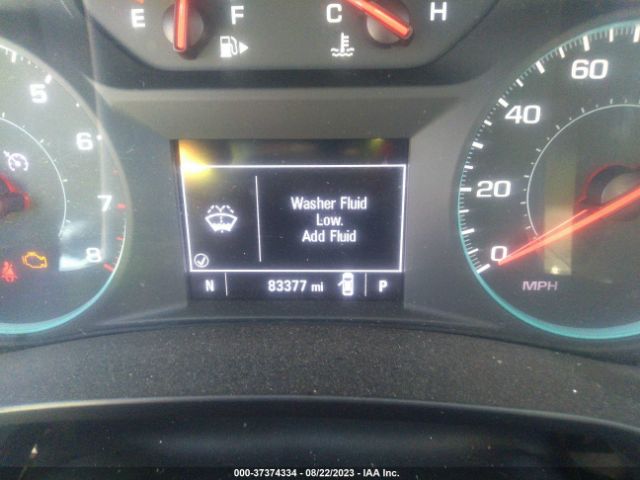 E F C H
5
6
7
8
0
20
40
60
MPH
Washer Fluid
Low.
Add Fluid
N 83377 mi P
000-37374334 - 08/22/2023 - IAA Inc.